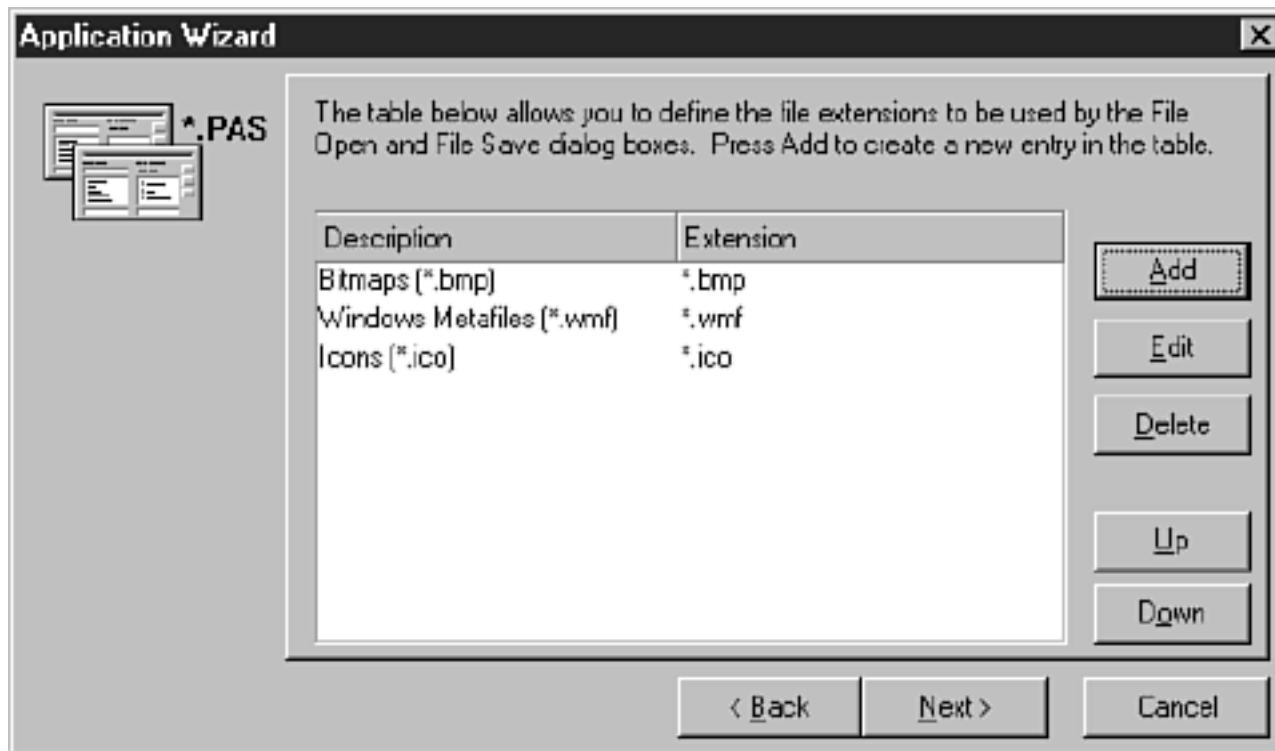 Application Wizard
*.PAS
The table below allows you to define the file extensions to be used by the File
Open and File Save dialog boxes.  Press Add to create a new entry in the table.
Description Extension
Bitmaps (*.bmp) *.bmp
Windows Metafiles (*.wmf) *.wmf
Icons (*.ico) *.ico
Add
Edit
Delete
Up
Down
< Back Next > Cancel